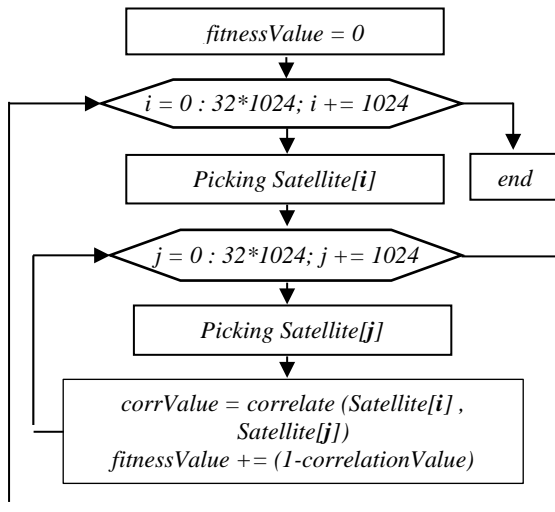 fitnessValue = 0
i = 0 : 32*1024; i += 1024
Picking Satellite[i]
end
j = 0 : 32*1024; j += 1024
Picking Satellite[j]
corrValue = correlate (Satellite[i] ,
Satellite[j])
fitnessValue += (1-correlationValue)